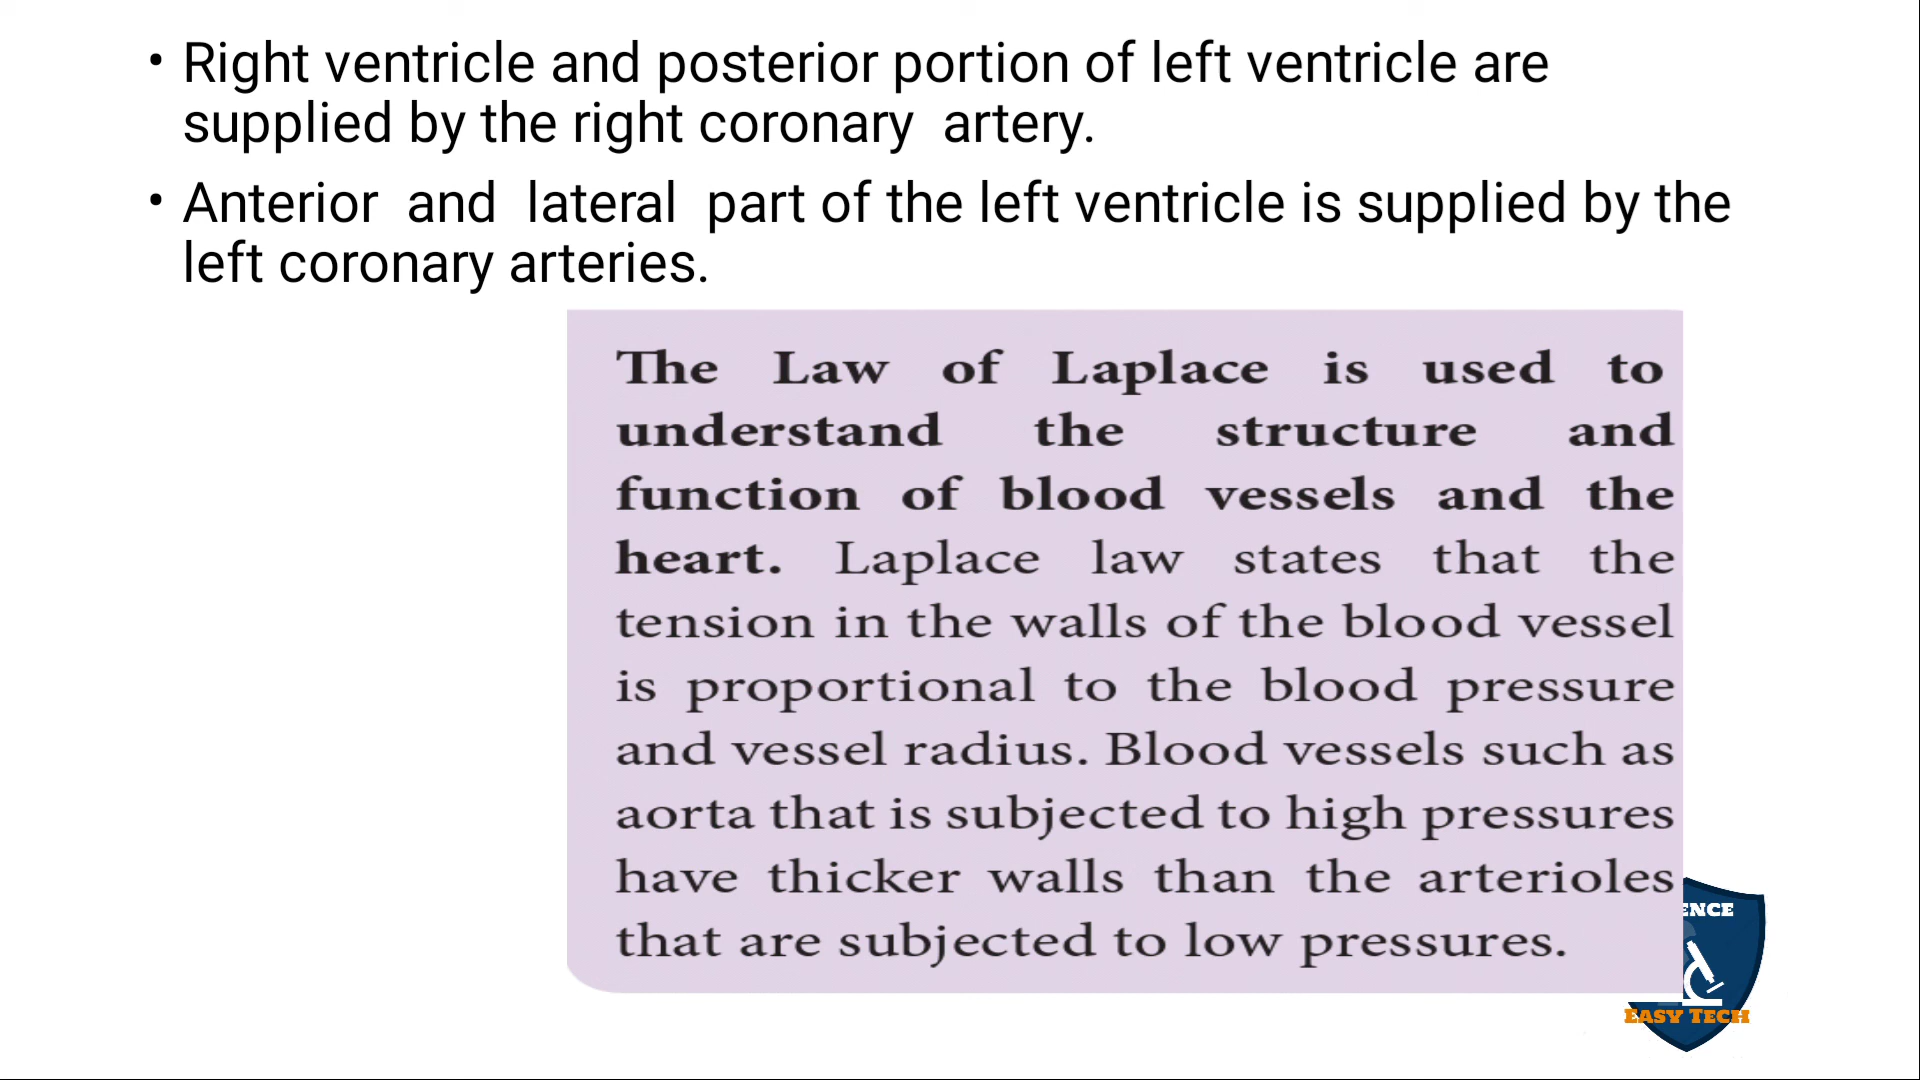 • Right ventricle and posterior portion of left ventricle are
supplied by the right coronary artery.
• Anterior and lateral part of the left ventricle is supplied by the
left coronary arteries.
The Law of Laplace is used to
understand the structure and
function of blood vessels and the
heart. Laplace law states that the
tension in the walls of the blood vessel
is proportional to the blood pressure
and vessel radius. Blood vessels such as
aorta that is subjected to high pressures
have thicker walls than the arterioles
that are subjected to low pressures.
ENCE
EASY TECH